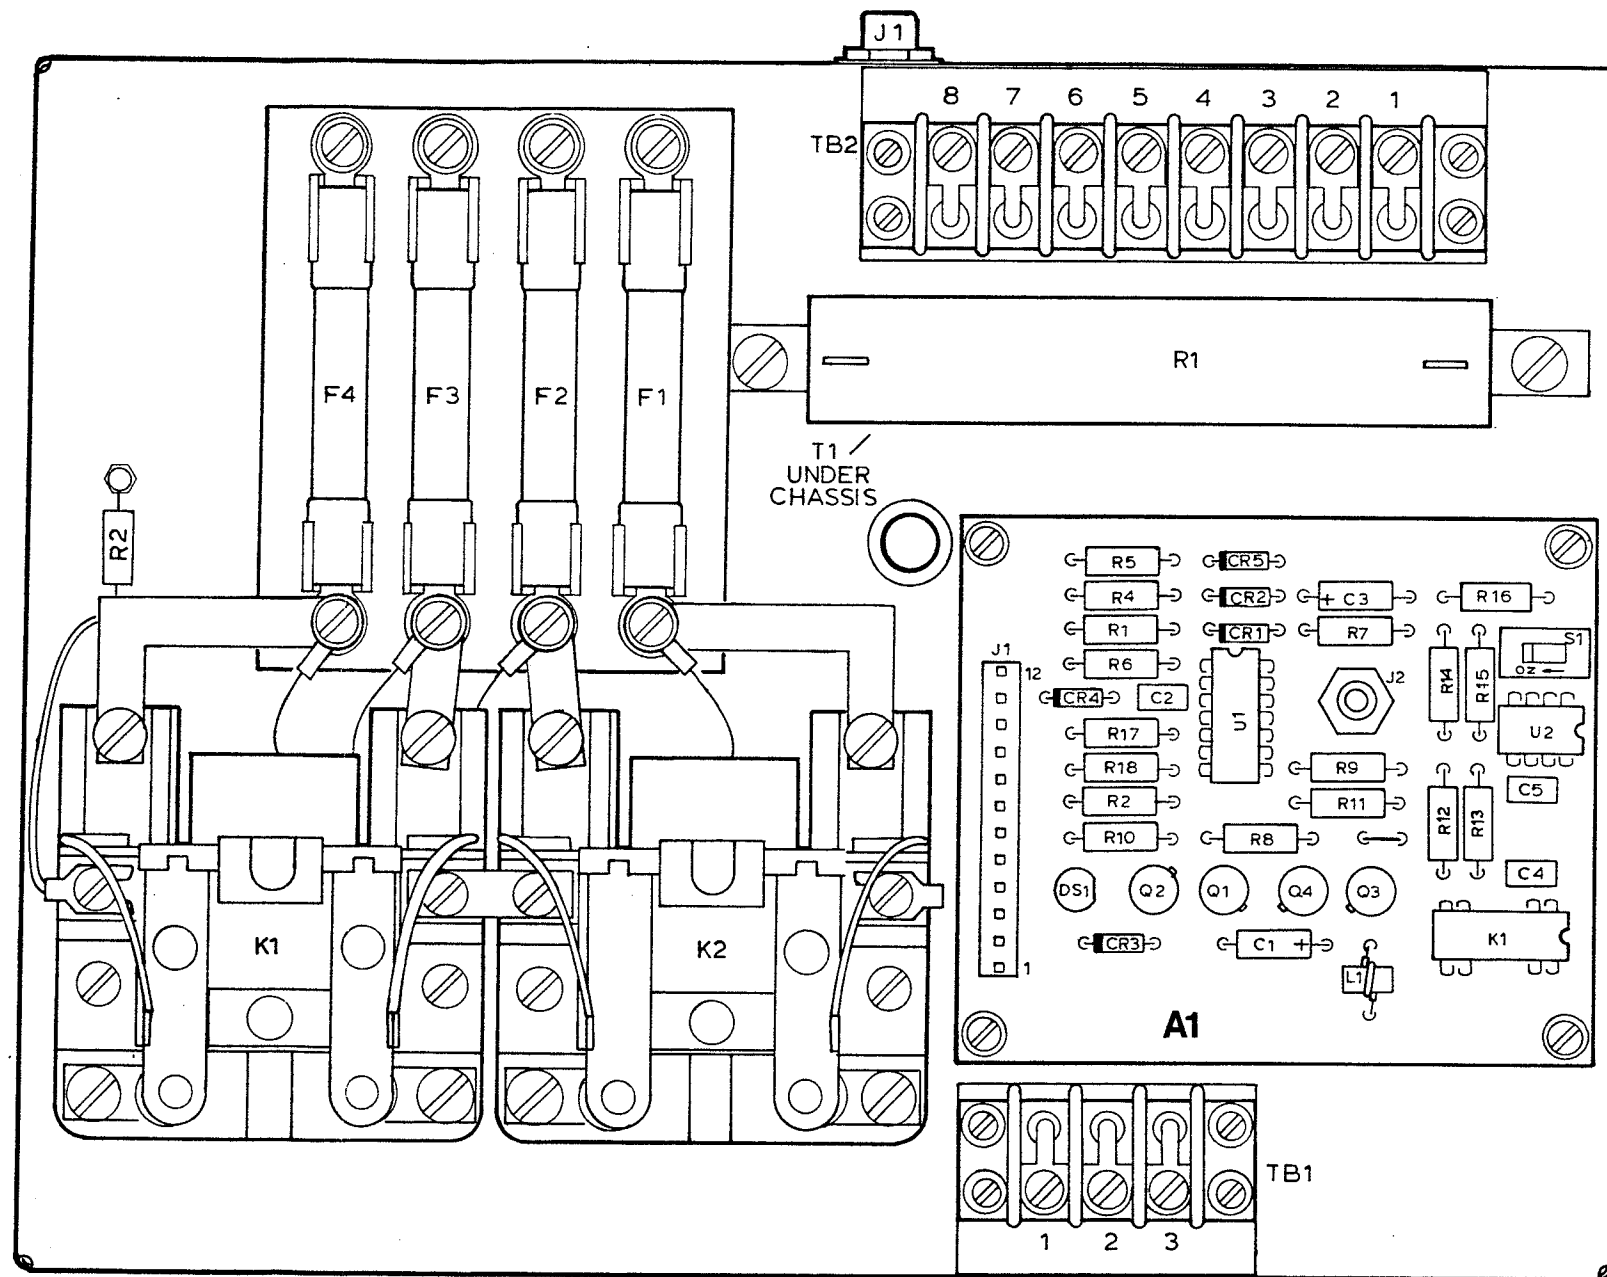 J1
8 7 6 5 4 3 2 1
TB2
R1
F4 F3 F2 F1
T1
UNDER
CHASSIS
R2
R5 CR5
R4 CR2 + C3 R16
R1 CR1 R7 S1
J1 R6 ON ←
12 J2 R14 R15
CR4 C2 U1 U2
R17
R18 R9
R2 R11 C5
R12 R13
R10 R8
C4
DS1 Q2 Q1 Q4 Q3
K1 K2
CR3 C1 + K1
1 L1
A1
TB1
1 2 3